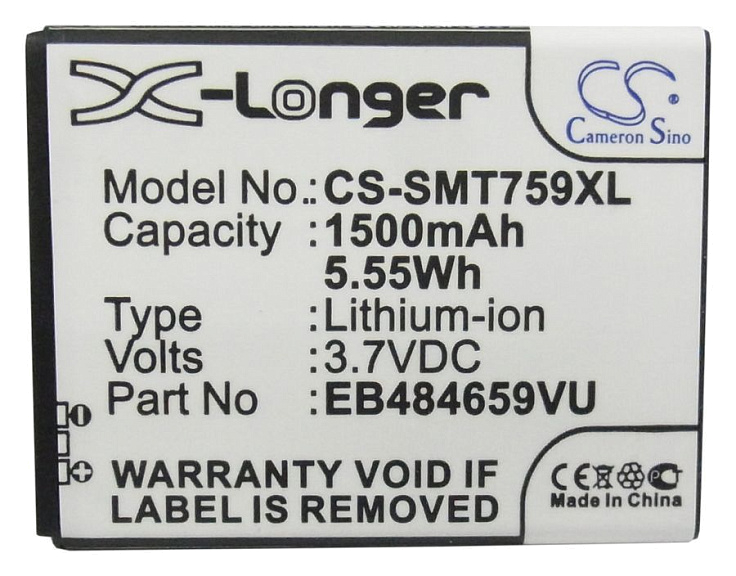 X-Longer
CS
Cameron Sino
Model No.:CS-SMT759XL
Capacity :1500mAh
5.55Wh
Type :Lithium-ion
Volts :3.7VDC
Part No :EB484659VU
WARRANTY VOID IF
LABEL IS REMOVED
CE
Made In China